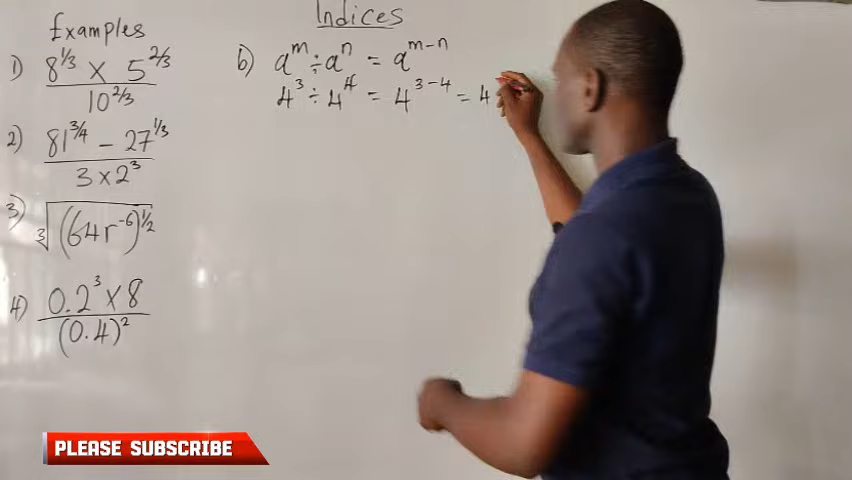 Indices
Examples
1) 8^{1/3} × 5^{2/3}
10^{2/3}
2) 81^{3/4} − 27^{1/3}
3 × 2^3
3) ∛(64r^{-6})^{1/2}
4) 0.2^3 × 8
(0.4)^2
b) a^m ÷ a^n = a^{m−n}
4^3 ÷ 4^4 = 4^{3−4} = 4
PLEASE SUBSCRIBE